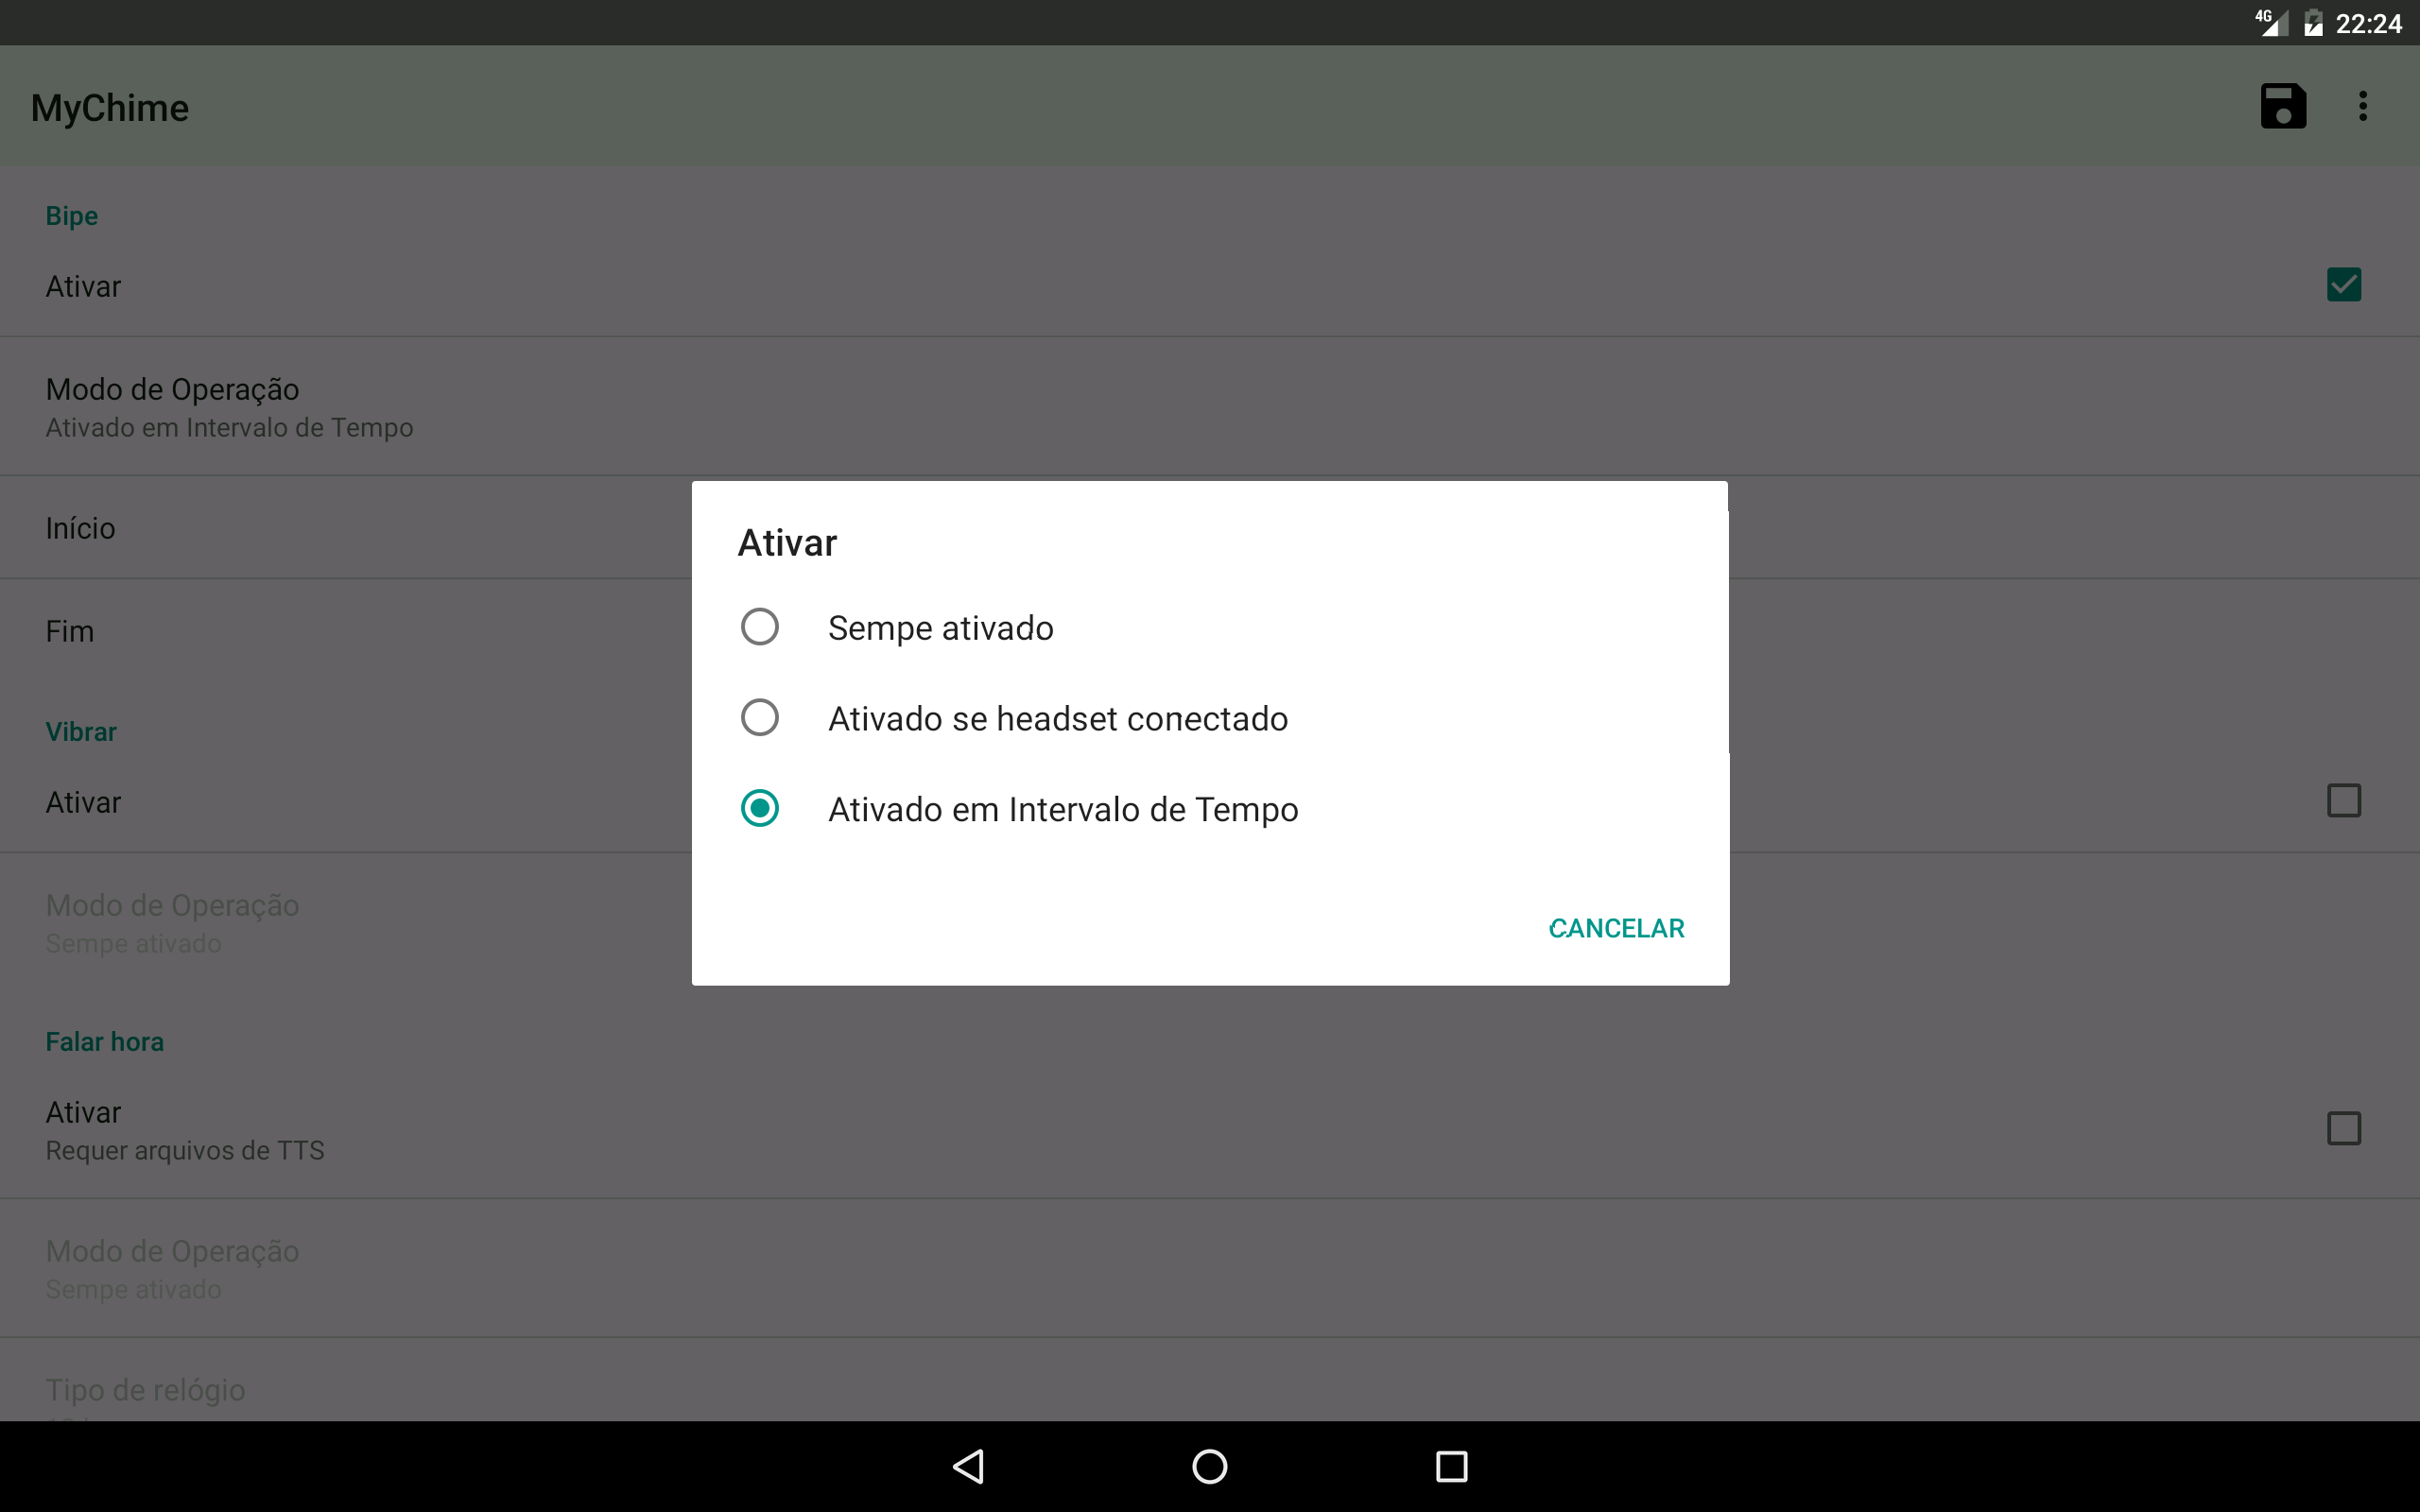 4G 22:24
MyChime
Bipe
Ativar
Modo de Operação
Ativado em Intervalo de Tempo
Início
Fim
Vibrar
Ativar
Modo de Operação
Sempe ativado
Falar hora
Ativar
Requer arquivos de TTS
Modo de Operação
Sempe ativado
Tipo de relógio
Ativar
Sempe ativado
Ativado se headset conectado
Ativado em Intervalo de Tempo
CANCELAR